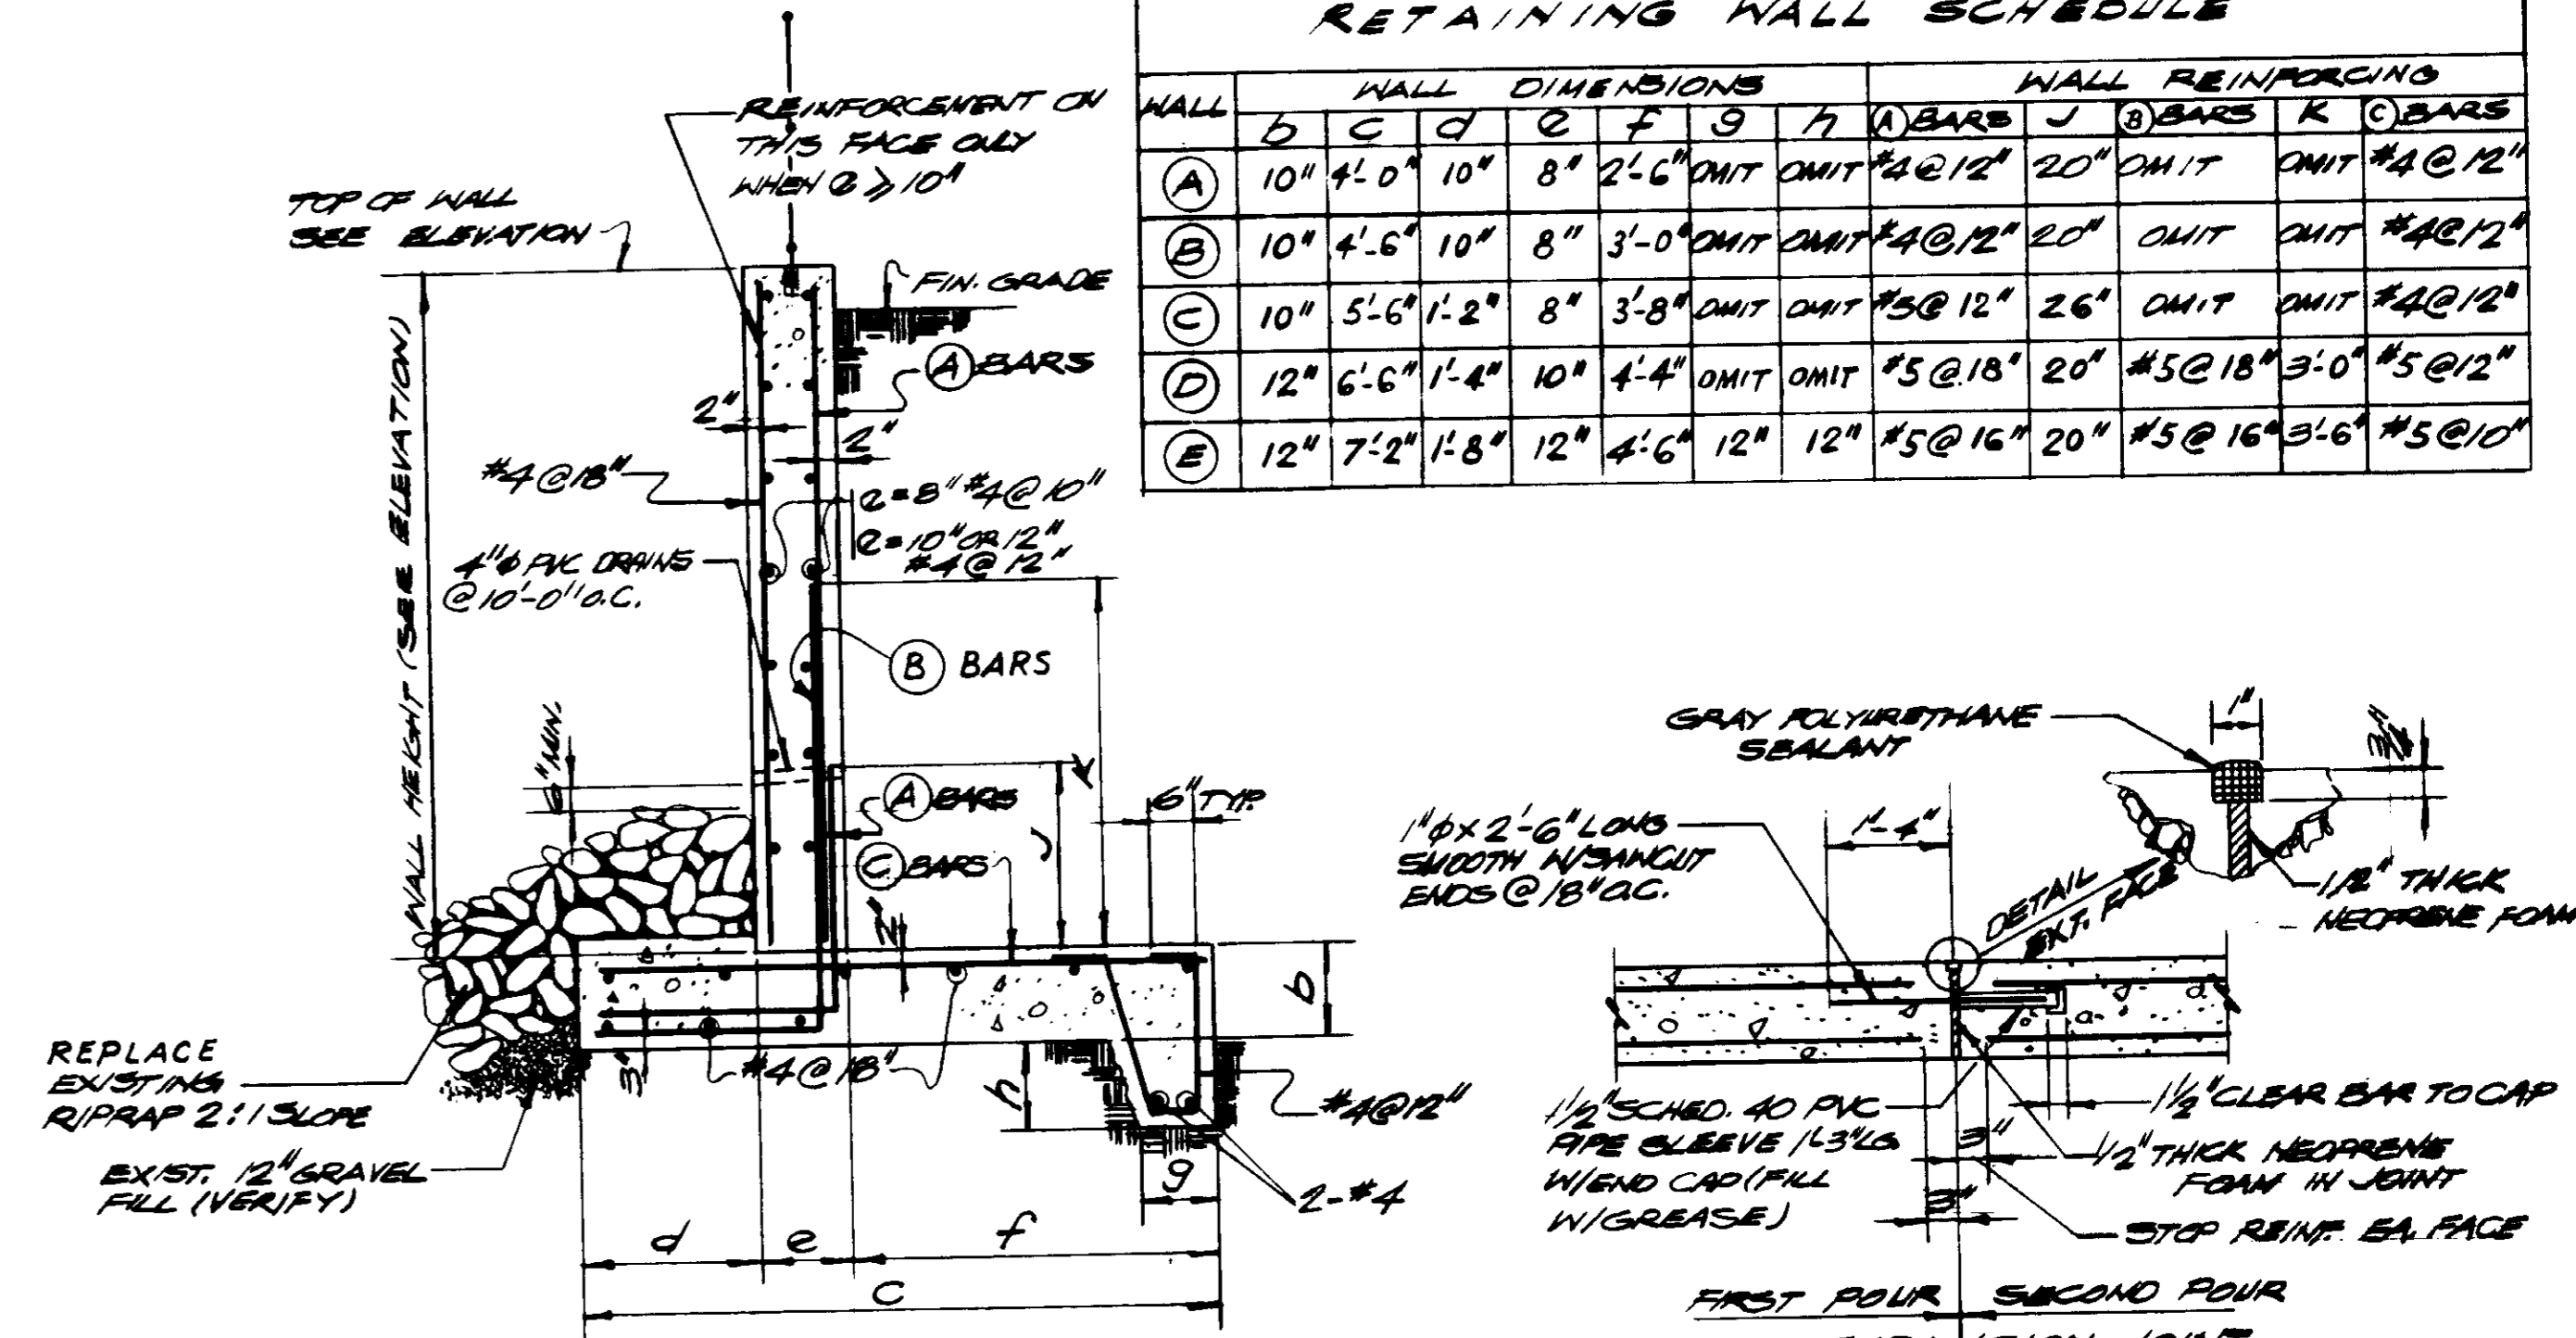 RETAINING WALL SCHEDULE
WALL WALL DIMENSIONS WALL REINFORCING
b c d e f g h (A) BARS J (B) BARS K (C) BARS
(A) 10" 4'-0" 10" 8" 2'-6" OMIT OMIT #4@12" 20" OMIT OMIT #4@12"
(B) 10" 4'-6" 10" 8" 3'-0" OMIT OMIT #4@12" 20" OMIT OMIT #4@12"
(C) 10" 5'-6" 1'-2" 8" 3'-8" OMIT OMIT #5@12" 26" OMIT OMIT #4@12"
(D) 12" 6'-6" 1'-4" 10" 4'-4" OMIT OMIT #5@18" 20" #5@18" 3'-0" #5@12"
(E) 12" 7'-2" 1'-8" 12" 4'-6" 12" 12" #5@16" 20" #5@16" 3'-6" #5@10"
REINFORCEMENT ON
THIS FACE ONLY
WHEN e ≥ 10"
TOP OF WALL
SEE ELEVATION
FIN. GRADE
(A) BARS
2"
2"
#4@18"
e=8" #4@10"
e=10" OR 12"
#4@12"
4"φ PVC DRAINS
@10'-0" O.C.
WALL HEIGHT (SEE ELEVATION)
(B) BARS
6" MIN.
K
(A) BARS
J
6" TYP.
(C) BARS
2"
b
REPLACE
EXISTING
RIPRAP 2:1 SLOPE
3"
#4@18"
h
#4@12"
EXIST. 12" GRAVEL
FILL (VERIFY)
g
2-#4
d e f
c
GRAY POLYURETHANE
SEALANT
1"
1"φ x 2'-6" LONG
SMOOTH W/SAWCUT
ENDS @ 18" O.C.
1'-4"
DETAIL
EXT. FACE
1/2" THICK
NEOPRENE FOAM
1 1/2" SCHED. 40 PVC
PIPE SLEEVE 1'-3" LG
W/END CAP (FILL
W/GREASE)
3"
3"
1 1/2" CLEAR BAR TO CAP
1/2" THICK NEOPRENE
FOAM IN JOINT
STOP REINF. EA. FACE
FIRST POUR SECOND POUR